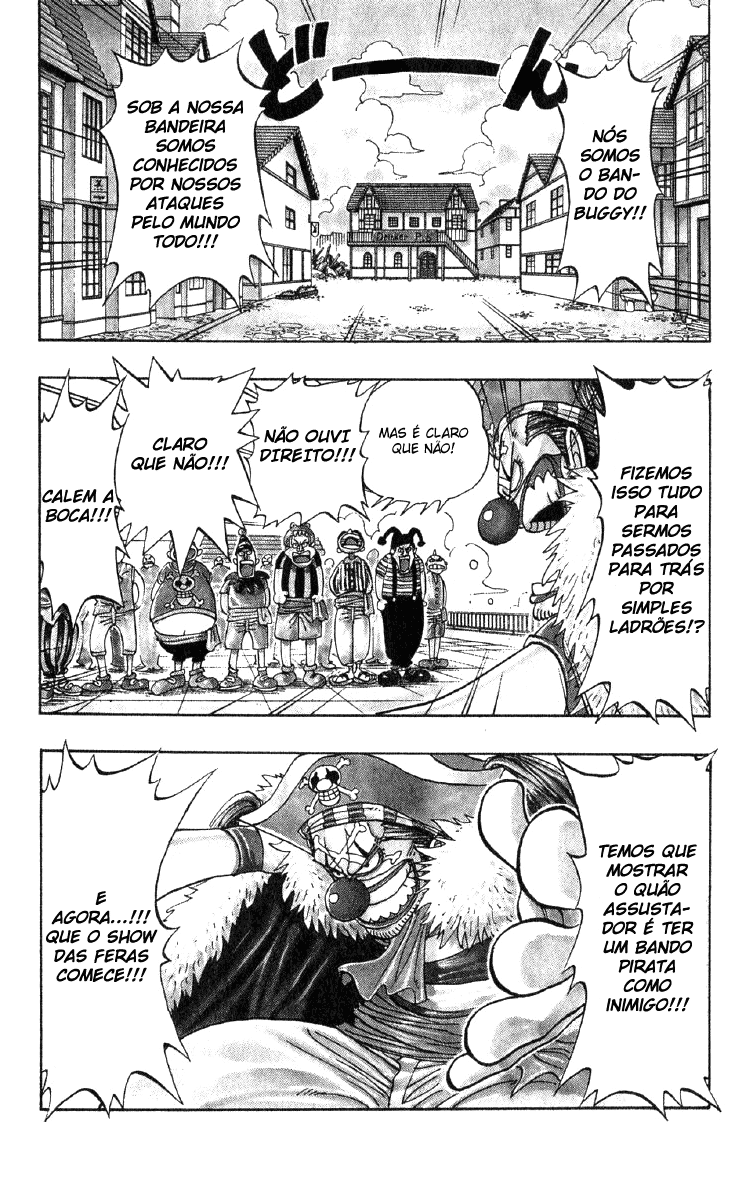 どーーん
NÓS
SOMOS
O BAN-
DO DO
BUGGY!!
SOB A NOSSA
BANDEIRA
SOMOS
CONHECIDOS
POR NOSSOS
ATAQUES
PELO MUNDO
TODO!!!
FIZEMOS
ISSO TUDO
PARA
SERMOS
PASSADOS
PARA TRÁS
POR
SIMPLES
LADRÕES!?
MAS É CLARO
QUE NÃO!
NÃO OUVI
DIREITO!!!
CLARO
QUE NÃO!!!
CALEM A
BOCA!!!
TEMOS QUE
MOSTRAR
O QUÃO
ASSUSTA-
DOR É TER
UM BANDO
PIRATA
COMO
INIMIGO!!!
E
AGORA...!!!
QUE O SHOW
DAS FERAS
COMECE!!!